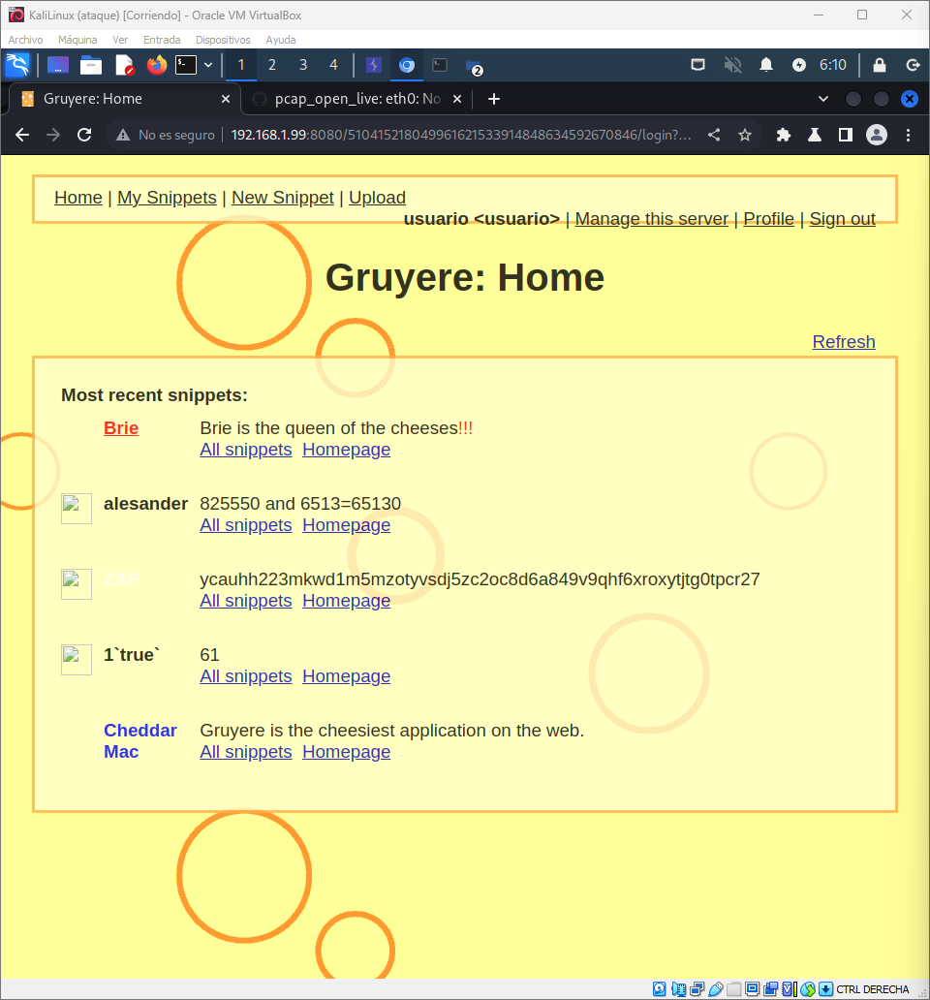 KaliLinux (ataque) [Corriendo] - Oracle VM VirtualBox
Archivo Máquina Ver Entrada Dispositivos Ayuda
1 2 3 4 2 6:10
Gruyere: Home pcap_open_live: eth0: No
No es seguro 192.168.1.99:8080/510415218049961621533914848634592670846/login?...
Home | My Snippets | New Snippet | Upload
usuario <usuario> | Manage this server | Profile | Sign out
Gruyere: Home
Refresh
Most recent snippets:
Brie Brie is the queen of the cheeses!!!
All snippets Homepage
alesander 825550 and 6513=65130
All snippets Homepage
ZAP ycauhh223mkwd1m5mzotyvsdj5zc2oc8d6a849v9qhf6xroxytjtg0tpcr27
All snippets Homepage
1`true` 61
All snippets Homepage
Cheddar Gruyere is the cheesiest application on the web.
Mac All snippets Homepage
CTRL DERECHA